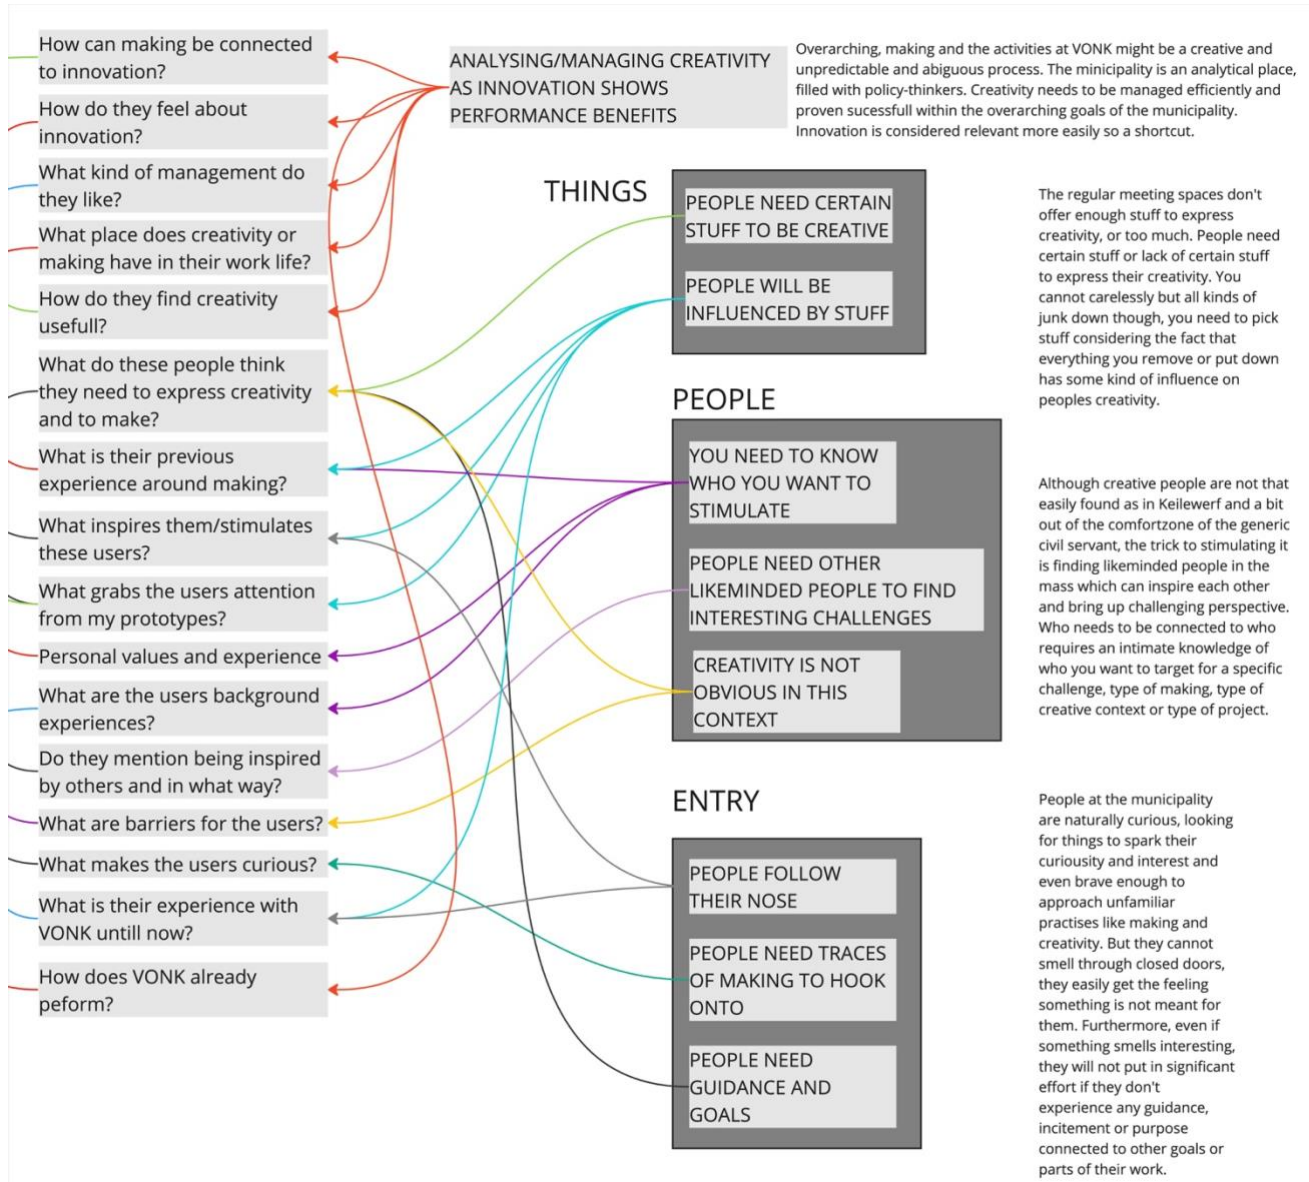 How can making be connected
to innovation?
How do they feel about
innovation?
What kind of management do
they like?
What place does creativity or
making have in their work life?
How do they find creativity
usefull?
What do these people think
they need to express creativity
and to make?
What is their previous
experience around making?
What inspires them/stimulates
these users?
What grabs the users attention
from my prototypes?
Personal values and experience
What are the users background
experiences?
Do they mention being inspired
by others and in what way?
What are barriers for the users?
What makes the users curious?
What is their experience with
VONK untill now?
How does VONK already
peform?
ANALYSING/MANAGING CREATIVITY
AS INNOVATION SHOWS
PERFORMANCE BENEFITS
Overarching, making and the activities at VONK might be a creative and
unpredictable and abiguous process. The minicipality is an analytical place,
filled with policy-thinkers. Creativity needs to be managed efficiently and
proven sucessfull within the overarching goals of the municipality.
Innovation is considered relevant more easily so a shortcut.
THINGS
PEOPLE NEED CERTAIN
STUFF TO BE CREATIVE
PEOPLE WILL BE
INFLUENCED BY STUFF
The regular meeting spaces don't
offer enough stuff to express
creativity, or too much. People need
certain stuff or lack of certain stuff
to express their creativity. You
cannot carelessly but all kinds of
junk down though, you need to pick
stuff considering the fact that
everything you remove or put down
has some kind of influence on
peoples creativity.
PEOPLE
YOU NEED TO KNOW
WHO YOU WANT TO
STIMULATE
PEOPLE NEED OTHER
LIKEMINDED PEOPLE TO FIND
INTERESTING CHALLENGES
CREATIVITY IS NOT
OBVIOUS IN THIS
CONTEXT
Although creative people are not that
easily found as in Keilewerf and a bit
out of the comfortzone of the generic
civil servant, the trick to stimulating it
is finding likeminded people in the
mass which can inspire each other
and bring up challenging perspective.
Who needs to be connected to who
requires an intimate knowledge of
who you want to target for a specific
challenge, type of making, type of
creative context or type of project.
ENTRY
PEOPLE FOLLOW
THEIR NOSE
PEOPLE NEED TRACES
OF MAKING TO HOOK
ONTO
PEOPLE NEED
GUIDANCE AND
GOALS
People at the municipality
are naturally curious, looking
for things to spark their
curiousity and interest and
even brave enough to
approach unfamiliar
practises like making and
creativity. But they cannot
smell through closed doors,
they easily get the feeling
something is not meant for
them. Furthermore, even if
something smells interesting,
they will not put in significant
effort if they don't
experience any guidance,
incitement or purpose
connected to other goals or
parts of their work.